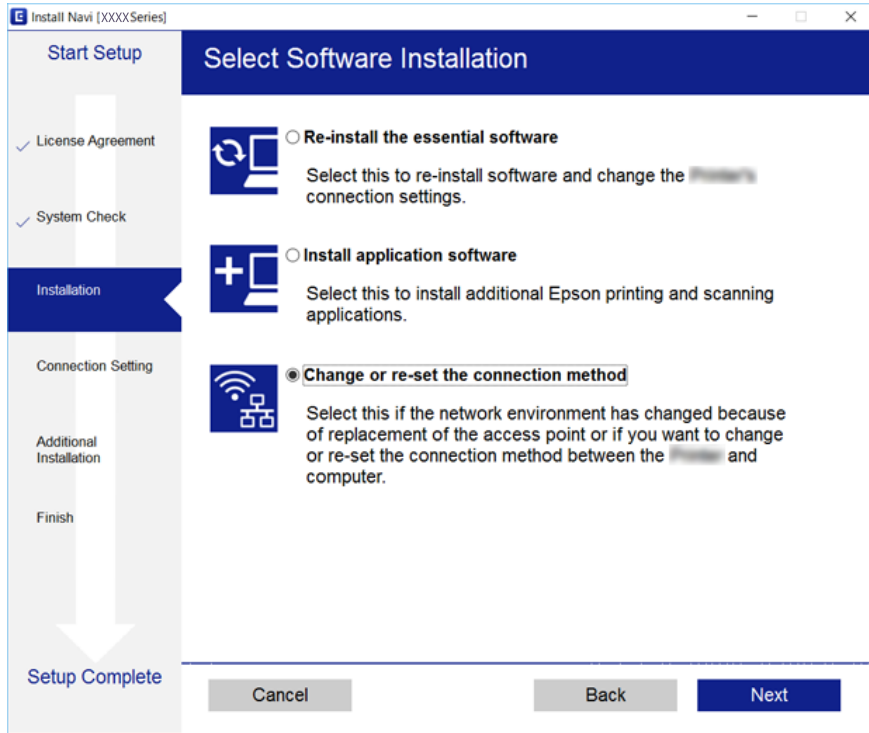 E Install Navi [XXXXSeries]
Start Setup
Select Software Installation
License Agreement
System Check
Installation
Connection Setting
Additional
Installation
Finish
Setup Complete
Re-install the essential software
Select this to re-install software and change the
connection settings.
Install application software
Select this to install additional Epson printing and scanning
applications.
Change or re-set the connection method
Select this if the network environment has changed because
of replacement of the access point or if you want to change
or re-set the connection method between the and
computer.
Cancel
Back
Next